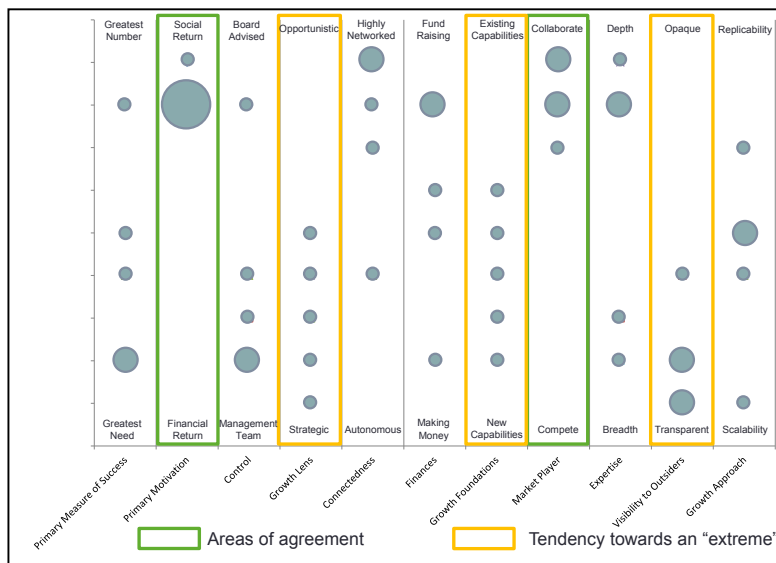 Greatest
Number
Social
Return
Board
Advised
Opportunistic
Highly
Networked
Fund
Raising
Existing
Capabilities
Collaborate
Depth
Opaque
Replicability
Greatest
Need
Financial
Return
Management
Team
Strategic
Autonomous
Making
Money
New
Capabilities
Compete
Breadth
Transparent
Scalability
Primary Measure of Success
Primary Motivation
Control
Growth Lens
Connectedness
Finances
Growth Foundations
Market Player
Expertise
Visibility to Outsiders
Growth Approach
Areas of agreement
Tendency towards an “extreme”